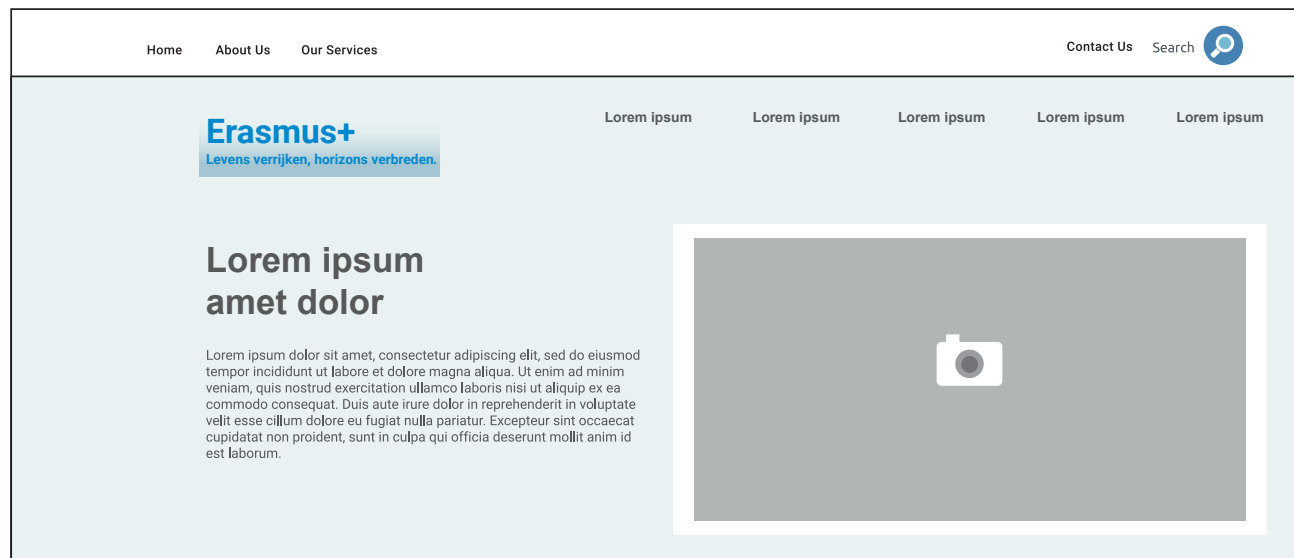 Home About Us Our Services Contact Us Search
Erasmus+
Levens verrijken, horizons verbreden.
Lorem ipsum Lorem ipsum Lorem ipsum Lorem ipsum Lorem ipsum
Lorem ipsum
amet dolor
Lorem ipsum dolor sit amet, consectetur adipiscing elit, sed do eiusmod
tempor incididunt ut labore et dolore magna aliqua. Ut enim ad minim
veniam, quis nostrud exercitation ullamco laboris nisi ut aliquip ex ea
commodo consequat. Duis aute irure dolor in reprehenderit in voluptate
velit esse cillum dolore eu fugiat nulla pariatur. Excepteur sint occaecat
cupidatat non proident, sunt in culpa qui officia deserunt mollit anim id
est laborum.